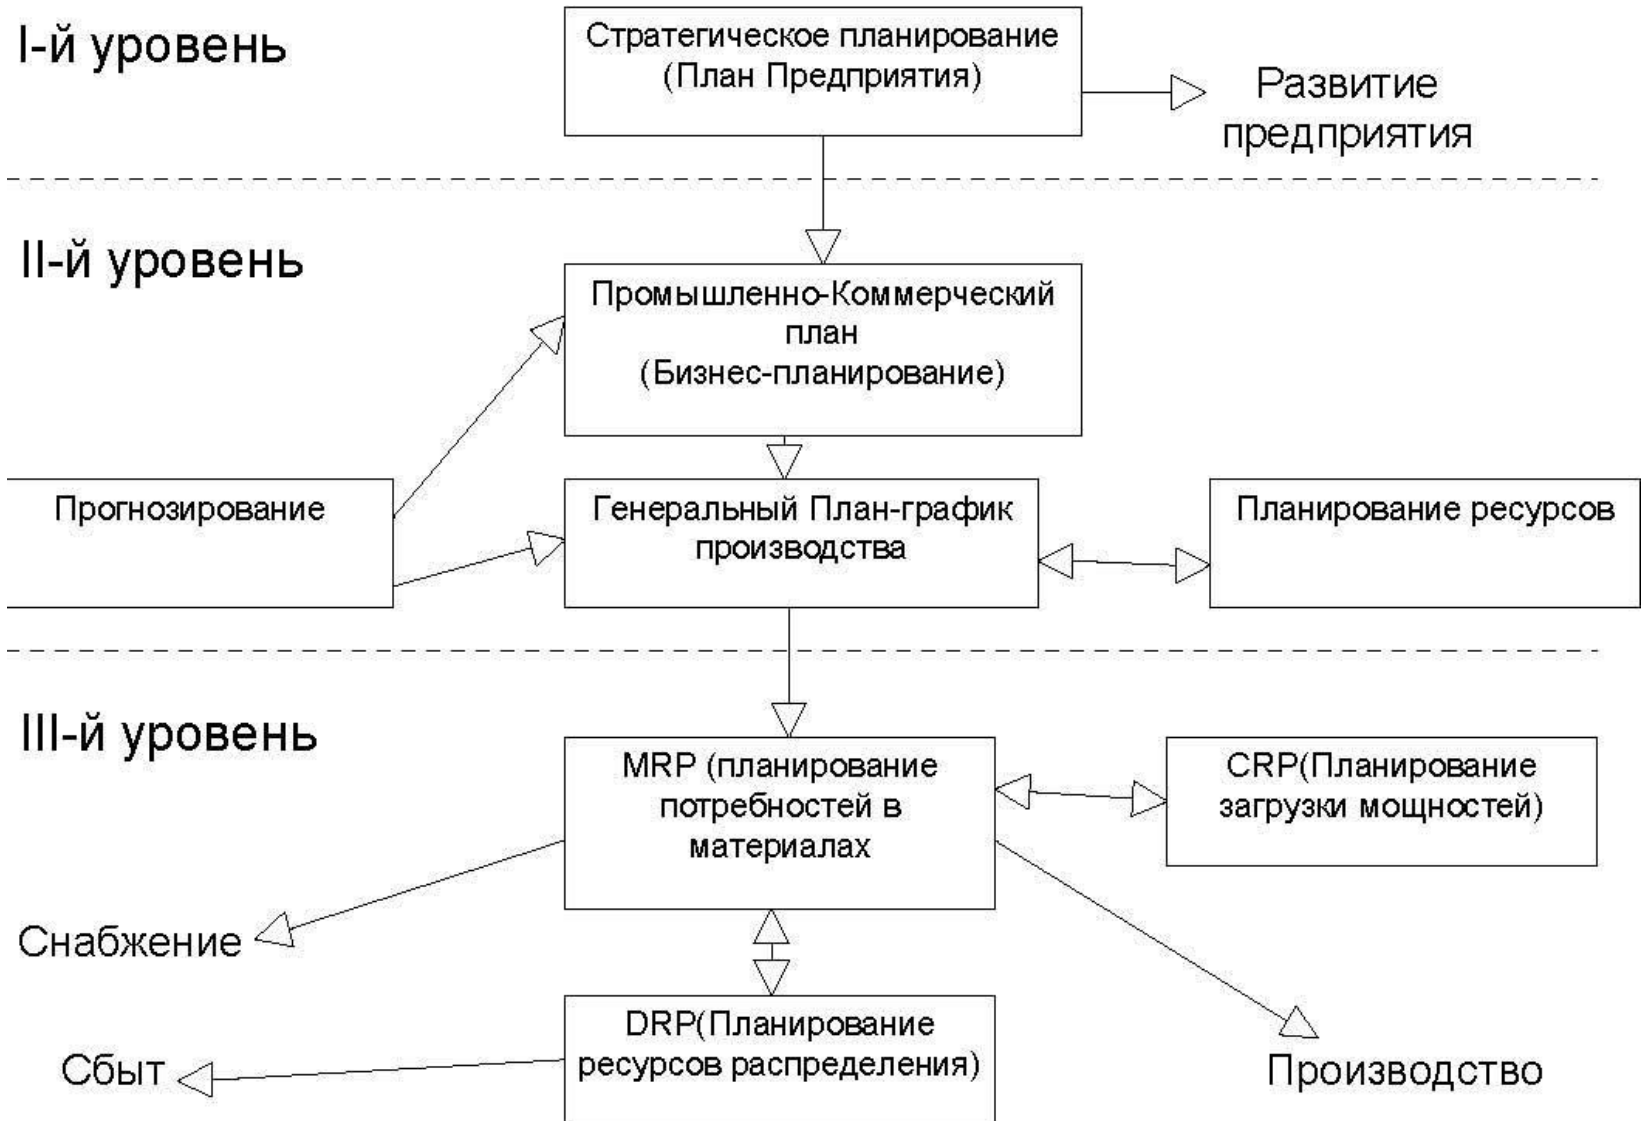 I-й уровень
Стратегическое планирование
(План Предприятия)
Развитие
предприятия
II-й уровень
Промышленно-Коммерческий
план
(Бизнес-планирование)
Прогнозирование
Генеральный План-график
производства
Планирование ресурсов
III-й уровень
MRP (планирование
потребностей в
материалах
CRP(Планирование
загрузки мощностей)
Снабжение
DRP(Планирование
ресурсов распределения)
Сбыт
Производство